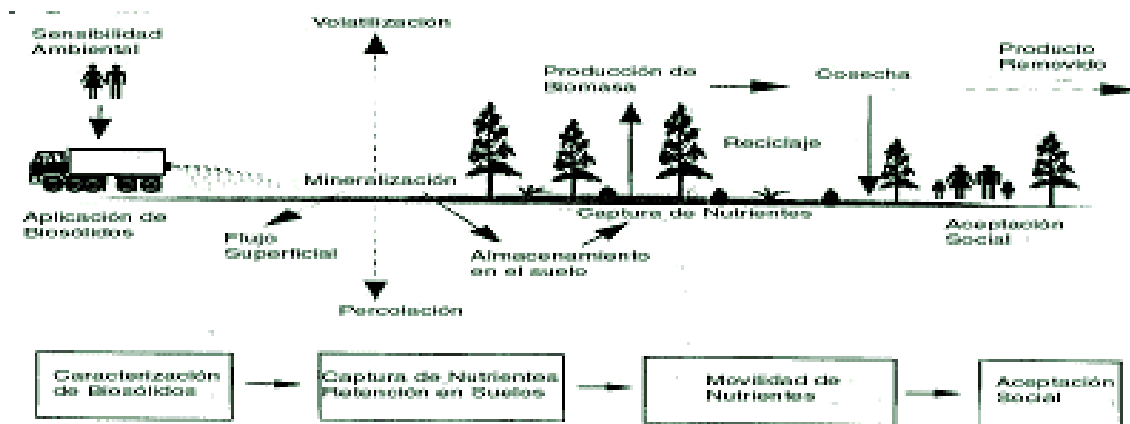 Sensibilidad
Ambiental
Volatilización
Producción de
Biomasa
Cosecha
Producto
Removido
Reciclaje
Mineralización
Aplicación de
Biosólidos
Flujo
Superficial
Captura de Nutrientes
Almacenamiento
en el suelo
Aceptación
Social
Percolación
Caracterización
de Biosólidos
Captura de Nutrientes
Retención en Suelos
Movilidad de
Nutrientes
Aceptación
Social